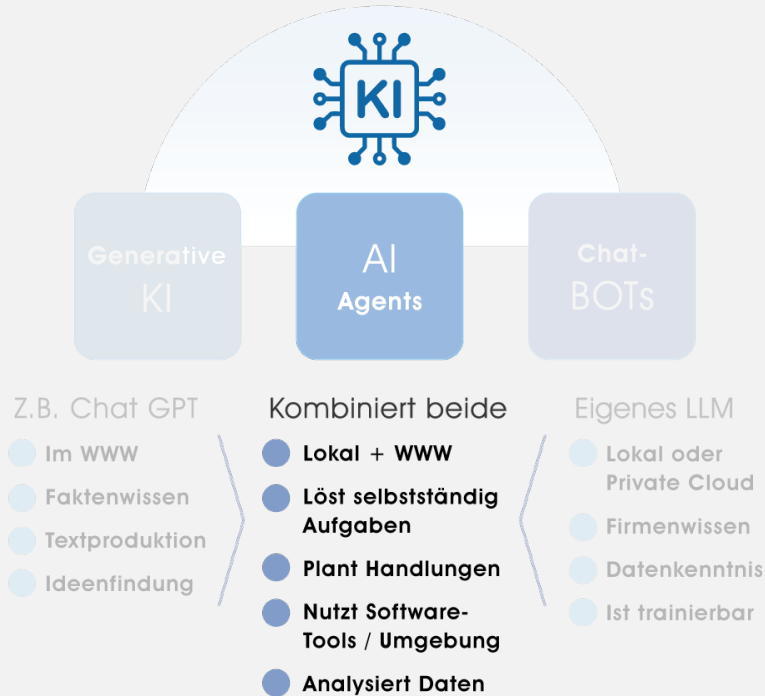 KI
Generative
KI
AI
Agents
Chat-
BOTs
Z.B. Chat GPT
Im WWW
Faktenwissen
Textproduktion
Ideenfindung
Kombiniert beide
Lokal + WWW
Löst selbstständig
Aufgaben
Plant Handlungen
Nutzt Software-
Tools / Umgebung
Analysiert Daten
Eigenes LLM
Lokal oder
Private Cloud
Firmenwissen
Datenkenntnis
Ist trainierbar